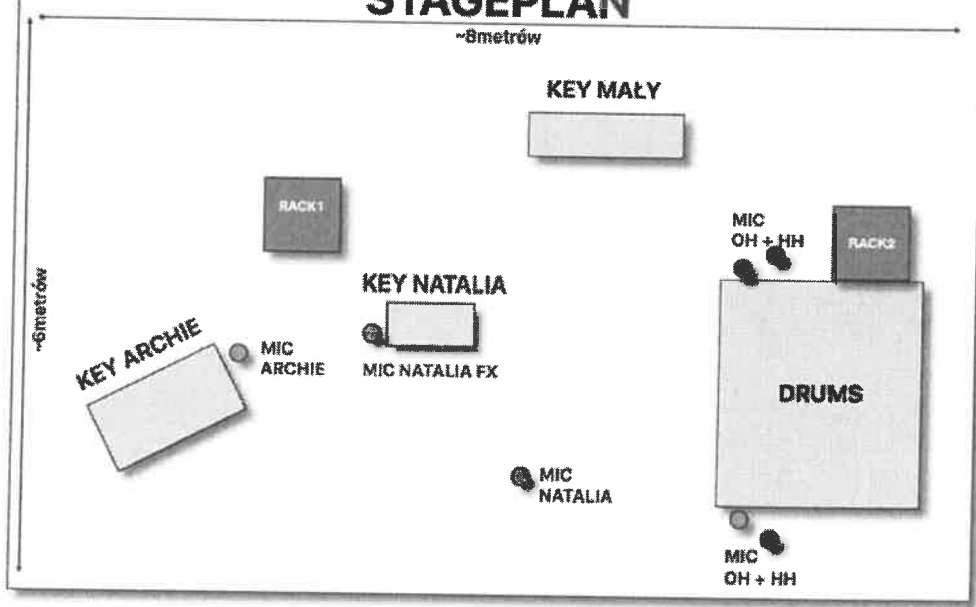 STAGEPLAN
~8metrów
KEY MAŁY
RACK1
MIC
OH + HH
RACK2
KEY NATALIA
~6metrów
KEY ARCHIE
MIC
ARCHIE
MIC NATALIA FX
DRUMS
MIC
NATALIA
MIC
OH + HH